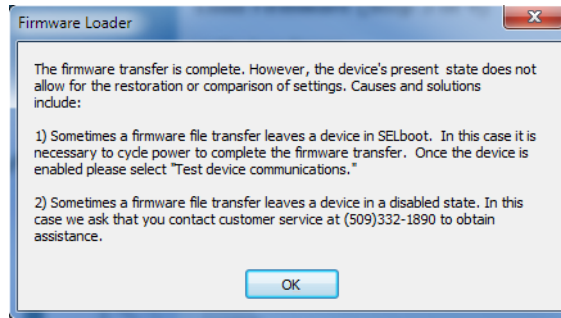 Firmware Loader
The firmware transfer is complete. However, the device's present state does not
allow for the restoration or comparison of settings. Causes and solutions
include:
1) Sometimes a firmware file transfer leaves a device in SELboot. In this case it is
necessary to cycle power to complete the firmware transfer. Once the device is
enabled please select "Test device communications."
2) Sometimes a firmware file transfer leaves a device in a disabled state. In this
case we ask that you contact customer service at (509)332-1890 to obtain
assistance.
OK